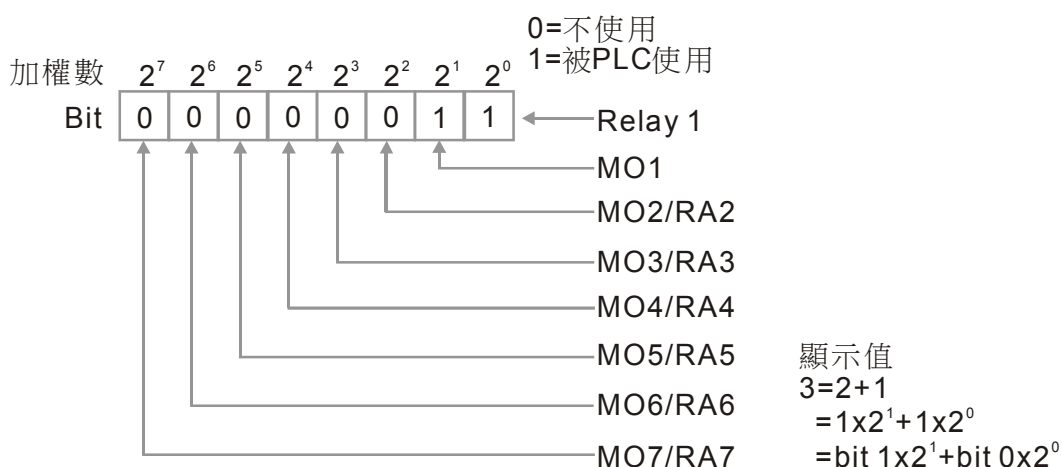 0=不使用
1=被PLC使用
加權數 2⁷ 2⁶ 2⁵ 2⁴ 2³ 2² 2¹ 2⁰
Bit 0 0 0 0 0 0 1 1 Relay 1
MO1
MO2/RA2
MO3/RA3
MO4/RA4
MO5/RA5
MO6/RA6
MO7/RA7
顯示值
3=2+1
=1x2¹+1x2⁰
=bit 1x2¹+bit 0x2⁰